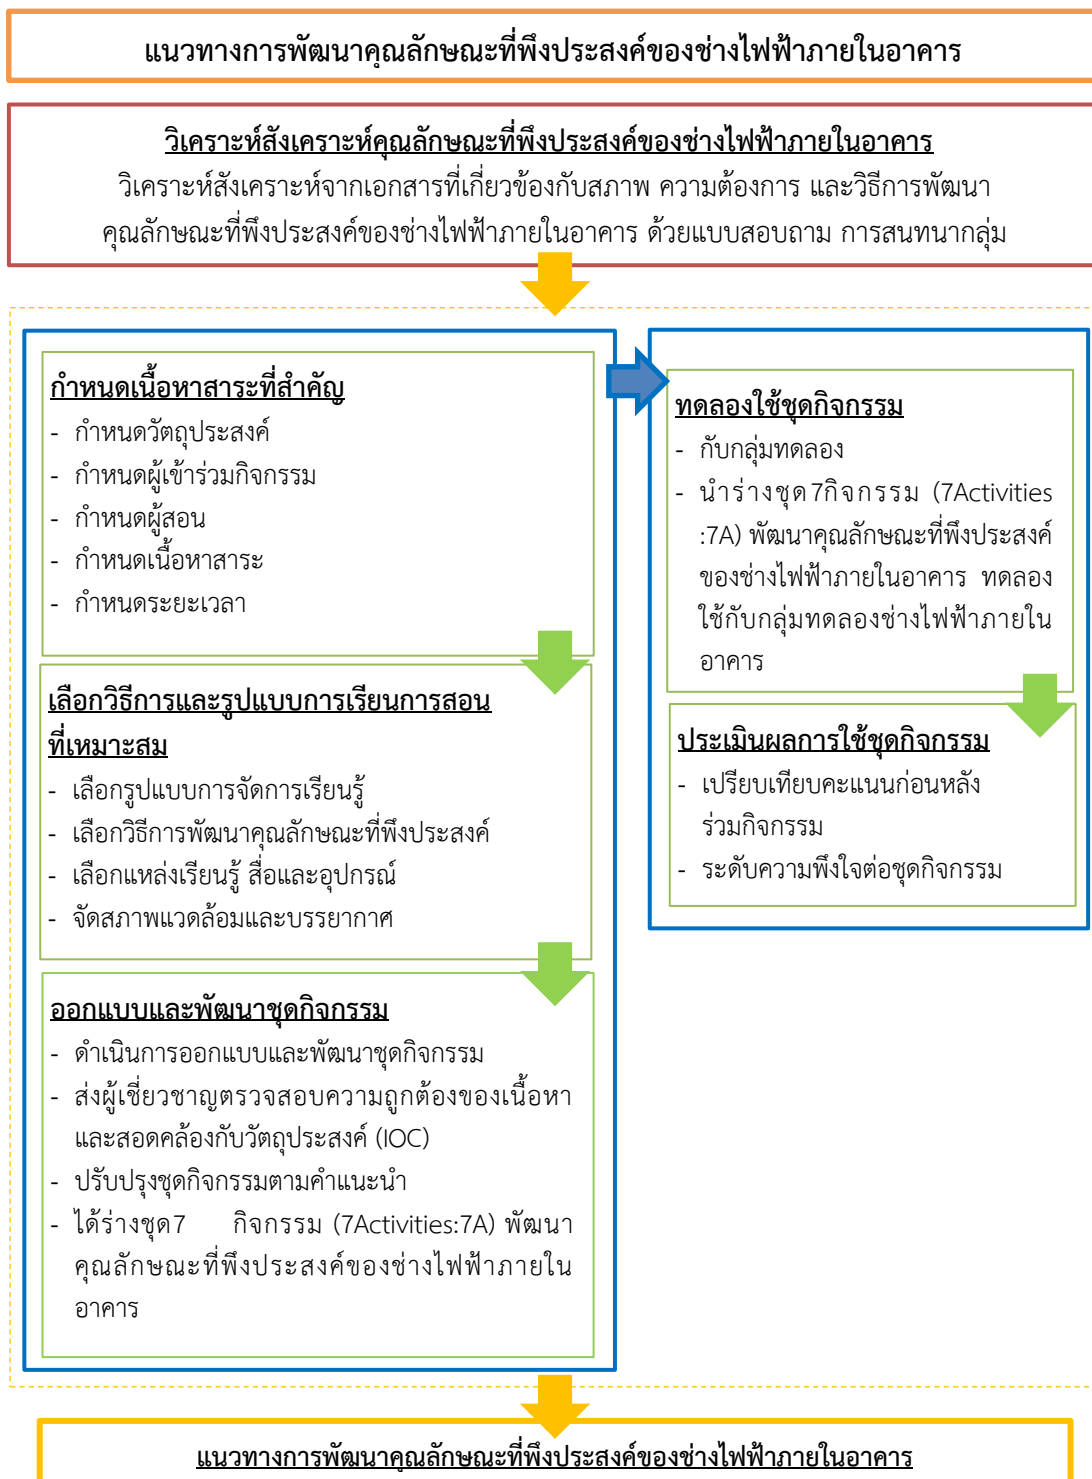 แนวทางการพัฒนาคุณลักษณะที่พึงประสงค์ของช่างไฟฟ้าภายในอาคาร
วิเคราะห์สังเคราะห์คุณลักษณะที่พึงประสงค์ของช่างไฟฟ้าภายในอาคาร
วิเคราะห์สังเคราะห์จากเอกสารที่เกี่ยวข้องกับสภาพ ความต้องการ และวิธีการพัฒนา
คุณลักษณะที่พึงประสงค์ของช่างไฟฟ้าภายในอาคาร ด้วยแบบสอบถาม การสนทนากลุ่ม
กำหนดเนื้อหาสาระที่สำคัญ
- กำหนดวัตถุประสงค์
- กำหนดผู้เข้าร่วมกิจกรรม
- กำหนดผู้สอน
- กำหนดเนื้อหาสาระ
- กำหนดระยะเวลา
เลือกวิธีการและรูปแบบการเรียนการสอน
ที่เหมาะสม
- เลือกรูปแบบการจัดการเรียนรู้
- เลือกวิธีการพัฒนาคุณลักษณะที่พึงประสงค์
- เลือกแหล่งเรียนรู้ สื่อและอุปกรณ์
- จัดสภาพแวดล้อมและบรรยากาศ
ออกแบบและพัฒนาชุดกิจกรรม
- ดำเนินการออกแบบและพัฒนาชุดกิจกรรม
- ส่งผู้เชี่ยวชาญตรวจสอบความถูกต้องของเนื้อหา
และสอดคล้องกับวัตถุประสงค์ (IOC)
- ปรับปรุงชุดกิจกรรมตามคำแนะนำ
- ได้ร่างชุด7 กิจกรรม (7Activities:7A) พัฒนา
คุณลักษณะที่พึงประสงค์ของช่างไฟฟ้าภายใน
อาคาร
ทดลองใช้ชุดกิจกรรม
- กับกลุ่มทดลอง
- นำร่างชุด7กิจกรรม (7Activities
:7A) พัฒนาคุณลักษณะที่พึงประสงค์
ของช่างไฟฟ้าภายในอาคาร ทดลอง
ใช้กับกลุ่มทดลองช่างไฟฟ้าภายใน
อาคาร
ประเมินผลการใช้ชุดกิจกรรม
- เปรียบเทียบคะแนนก่อนหลัง
ร่วมกิจกรรม
- ระดับความพึงใจต่อชุดกิจกรรม
แนวทางการพัฒนาคุณลักษณะที่พึงประสงค์ของช่างไฟฟ้าภายในอาคาร